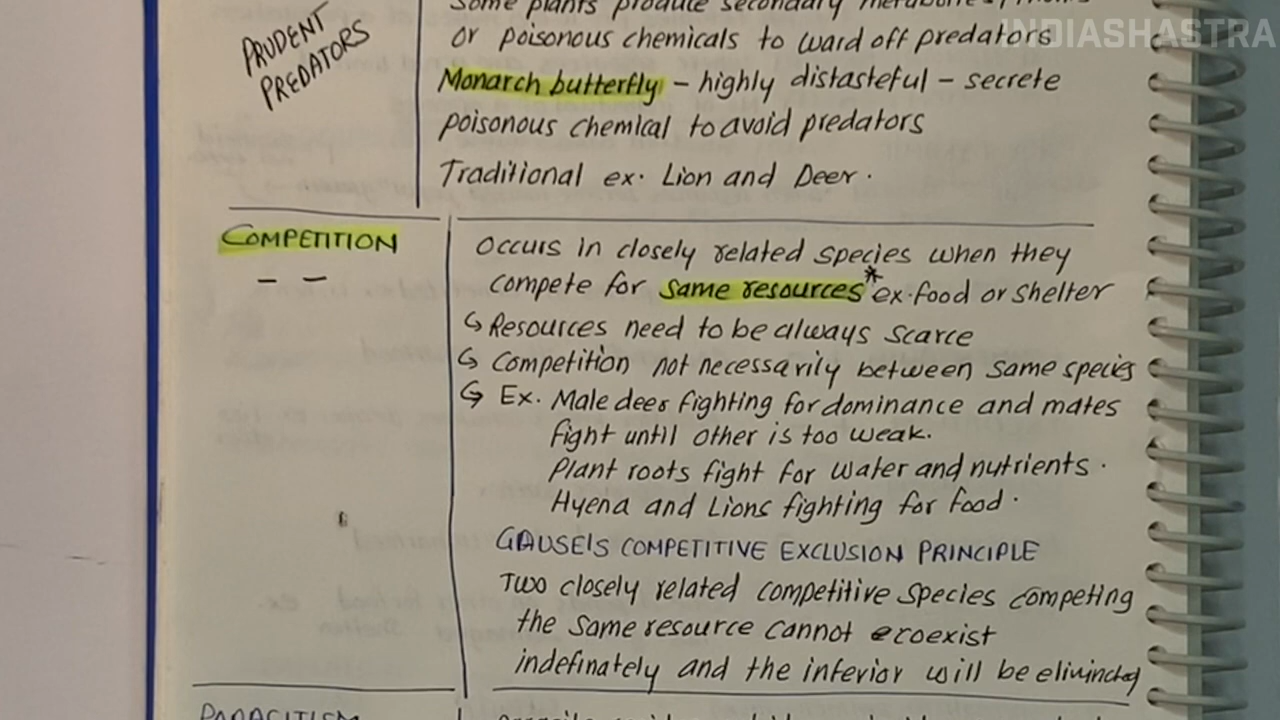 INDIASHASTRA
PRUDENT
PREDATORS
Some plants produce secondary
or poisonous chemicals to ward off predators
Monarch butterfly – highly distasteful – secrete
poisonous chemical to avoid predators
Traditional ex. Lion and Deer.
COMPETITION
– –
Occurs in closely related species when they
compete for same resources* ex. food or shelter
↳ Resources need to be always scarce
↳ Competition not necessarily between same species
↳ Ex. Male deer fighting for dominance and mates
fight until other is too weak.
Plant roots fight for water and nutrients.
Hyena and Lions fighting for food.
GAUSE'S COMPETITIVE EXCLUSION PRINCIPLE
Two closely related competitive species competing
the same resource cannot coexist
indefinately and the inferior will be
PARACITISM